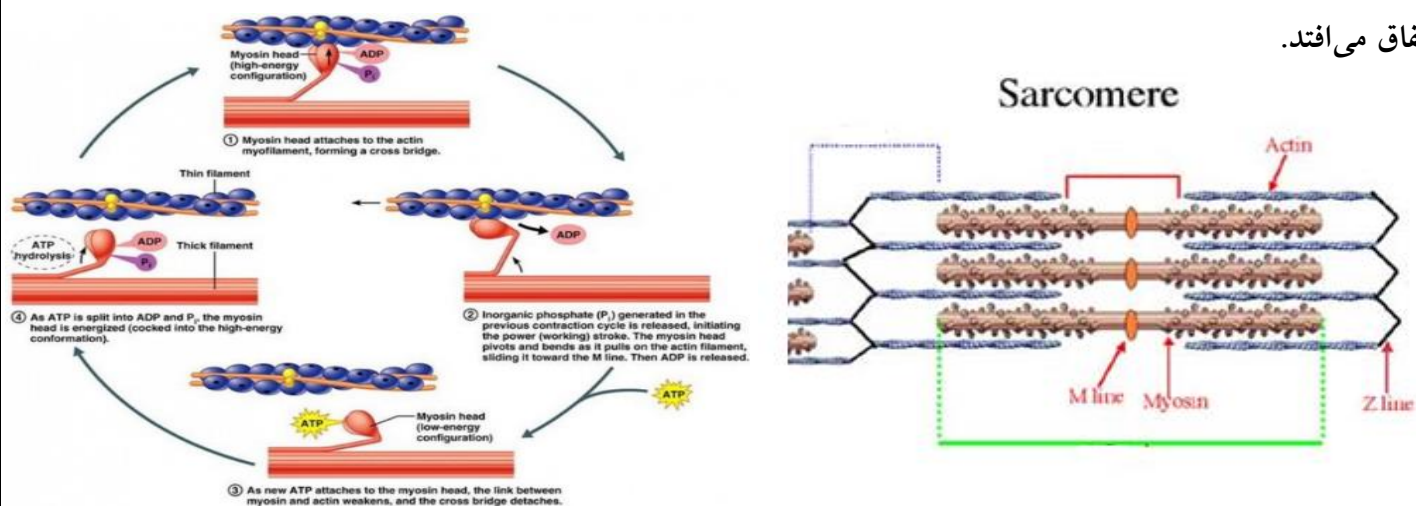 فاق می‌افتد.
Myosin head
(high-energy
configuration)
ADP
Pi
① Myosin head attaches to the actin
myofilament, forming a cross bridge.
Thin filament
ADP
ATP
hydrolysis
Thick filament
Pi
ADP
④ As ATP is split into ADP and Pi, the myosin
head is energized (cocked into the high-energy
conformation).
② Inorganic phosphate (Pi) generated in the
previous contraction cycle is released, initiating
the power (working) stroke. The myosin head
pivots and bends as it pulls on the actin filament,
sliding it toward the M line. Then ADP is released.
ATP
ATP
Myosin head
(low-energy
configuration)
③ As new ATP attaches to the myosin head, the link between
myosin and actin weakens, and the cross bridge detaches.
Sarcomere
Actin
M line
Myosin
Z line